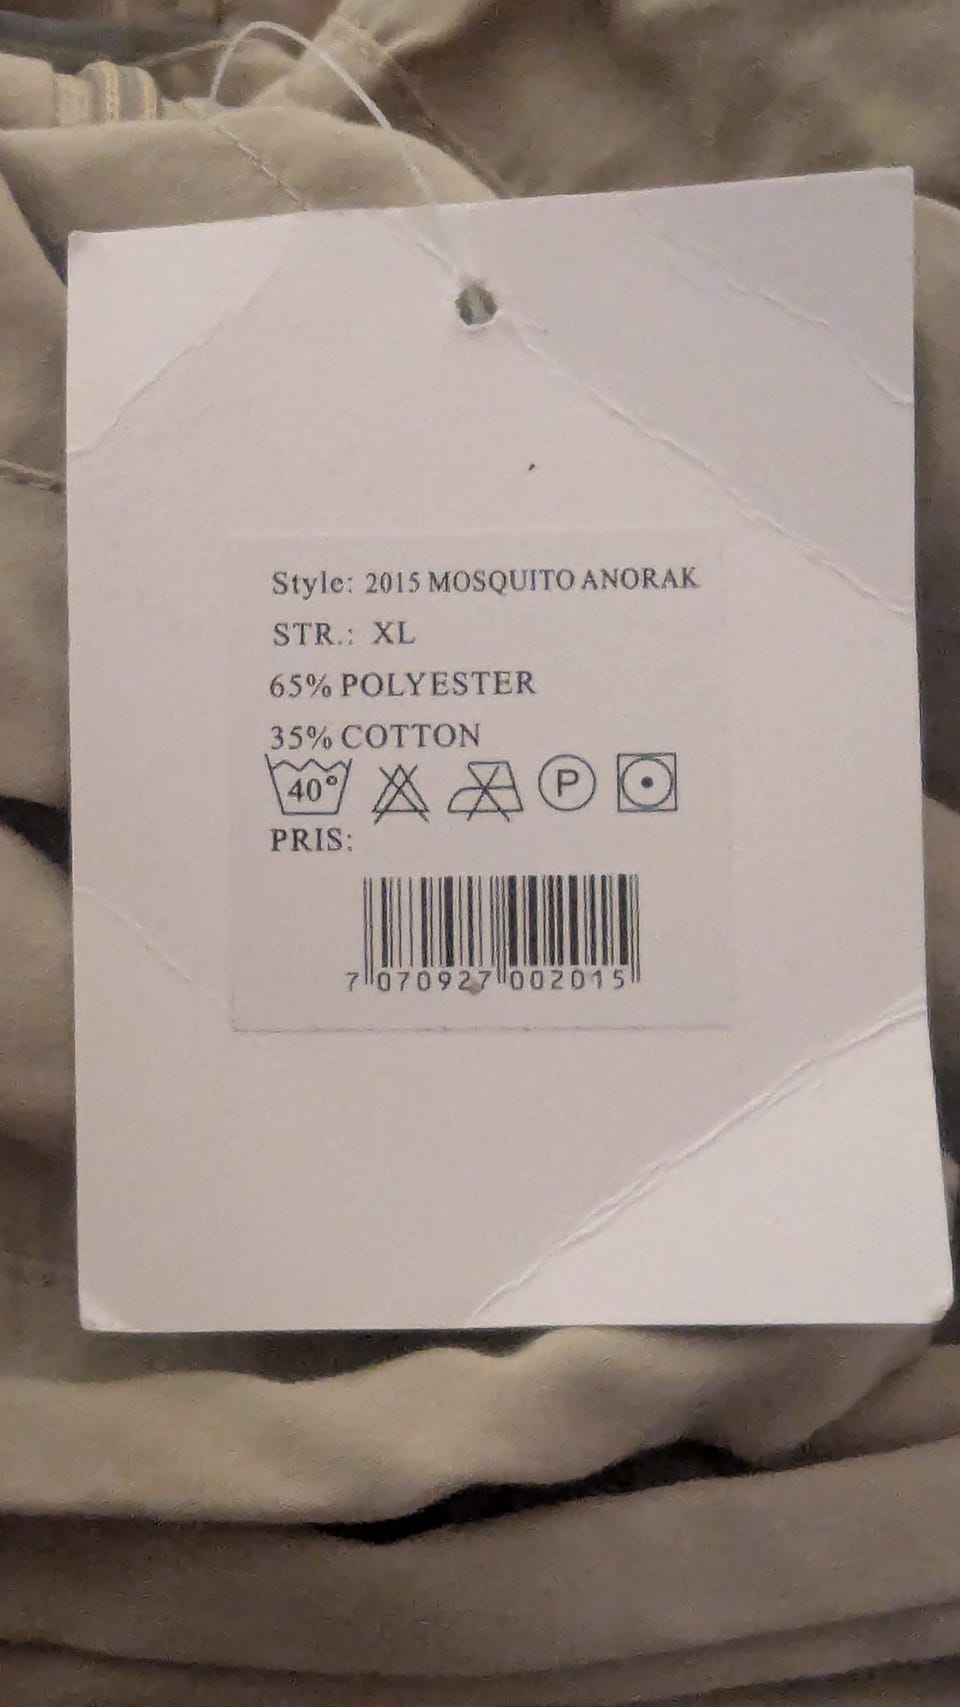 Style: 2015 MOSQUITO ANORAK
STR.: XL
65% POLYESTER
35% COTTON
40° P
PRIS:
7 070927 002015